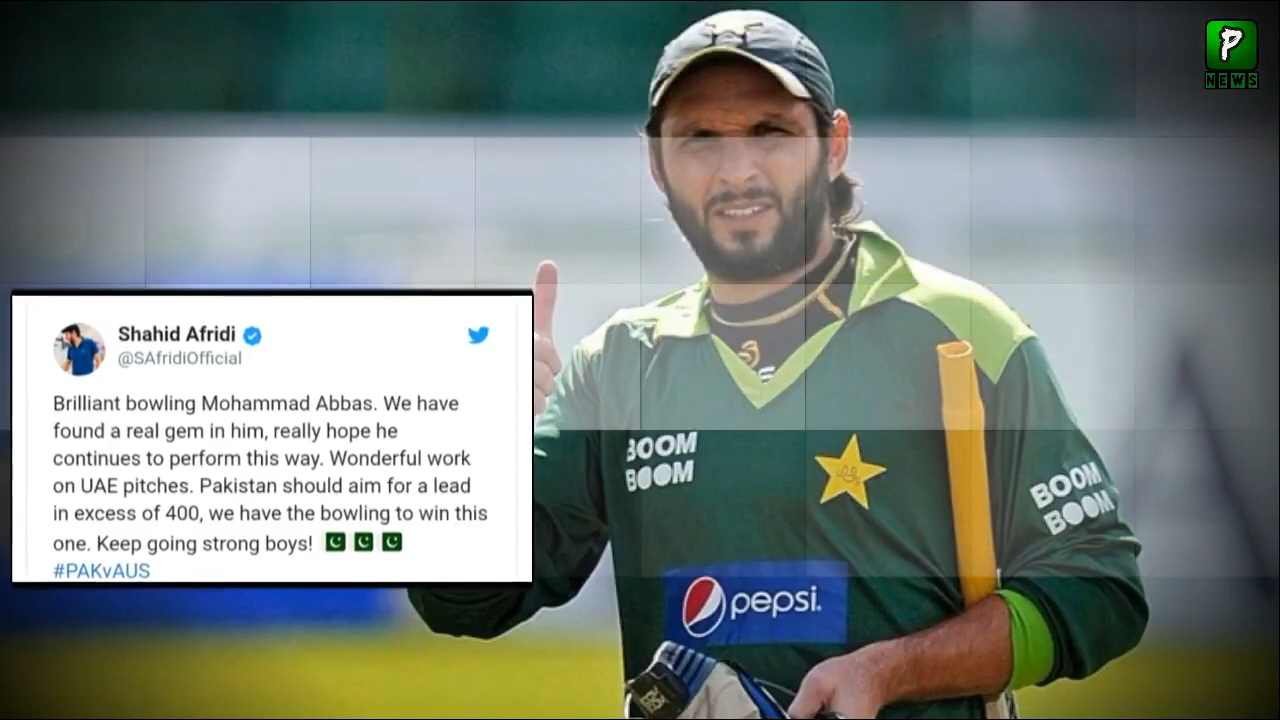 P
NEWS
Shahid Afridi
@SAfridiOfficial
Brilliant bowling Mohammad Abbas. We have
found a real gem in him, really hope he
continues to perform this way. Wonderful work
on UAE pitches. Pakistan should aim for a lead
in excess of 400, we have the bowling to win this
one. Keep going strong boys! 🇵🇰 🇵🇰 🇵🇰
#PAKvAUS
BOOM
BOOM
BOOM
BOOM
pepsi.